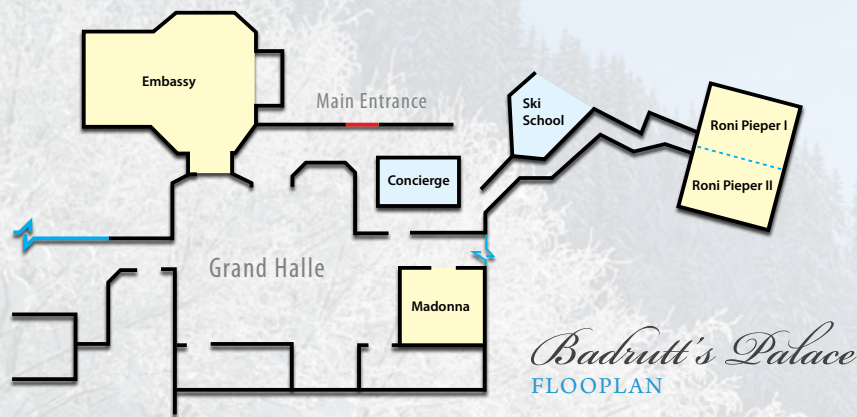 Embassy
Main Entrance
Ski
School
Roni Pieper I
Concierge
Roni Pieper II
Grand Halle
Madonna
Badrutt's Palace
FLOOPLAN